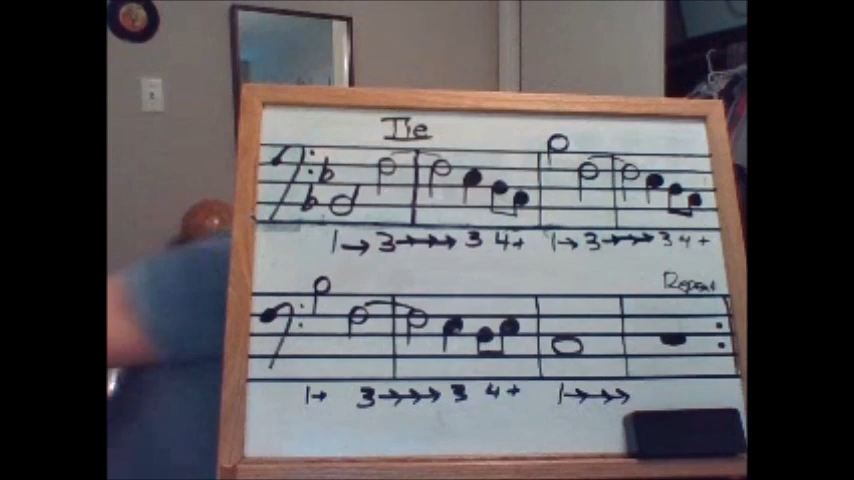 Tie
1 → 3 →→→ 3 4 + 1 → 3 →→→ 3 4 +
Repeat
1 → 3 →→→ 3 4 + 1 →→→